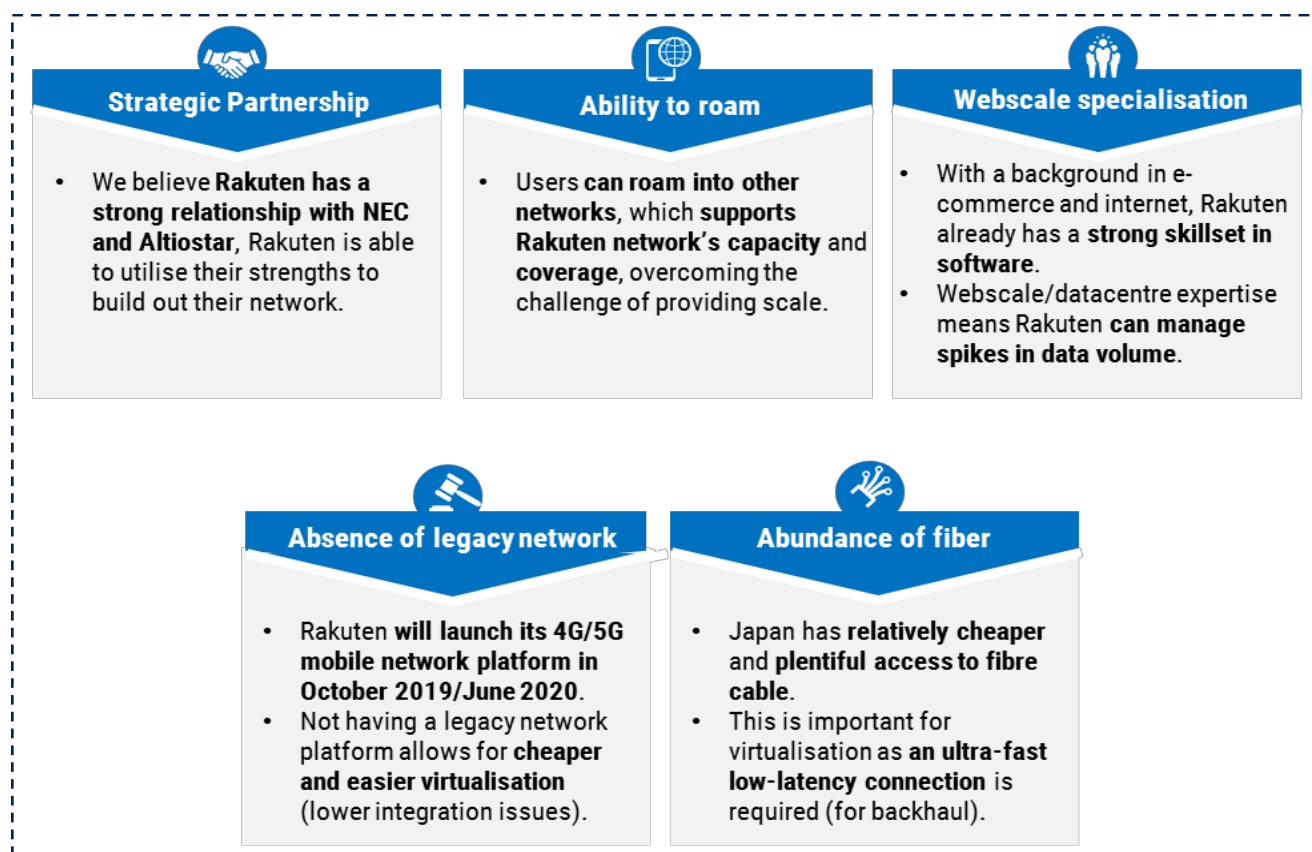 Strategic Partnership
• We believe Rakuten has a
strong relationship with NEC
and Altiostar, Rakuten is able
to utilise their strengths to
build out their network.
Ability to roam
• Users can roam into other
networks, which supports
Rakuten network's capacity and
coverage, overcoming the
challenge of providing scale.
Webscale specialisation
• With a background in e-
commerce and internet, Rakuten
already has a strong skillset in
software.
• Webscale/datacentre expertise
means Rakuten can manage
spikes in data volume.
Absence of legacy network
• Rakuten will launch its 4G/5G
mobile network platform in
October 2019/June 2020.
• Not having a legacy network
platform allows for cheaper
and easier virtualisation
(lower integration issues).
Abundance of fiber
• Japan has relatively cheaper
and plentiful access to fibre
cable.
• This is important for
virtualisation as an ultra-fast
low-latency connection is
required (for backhaul).